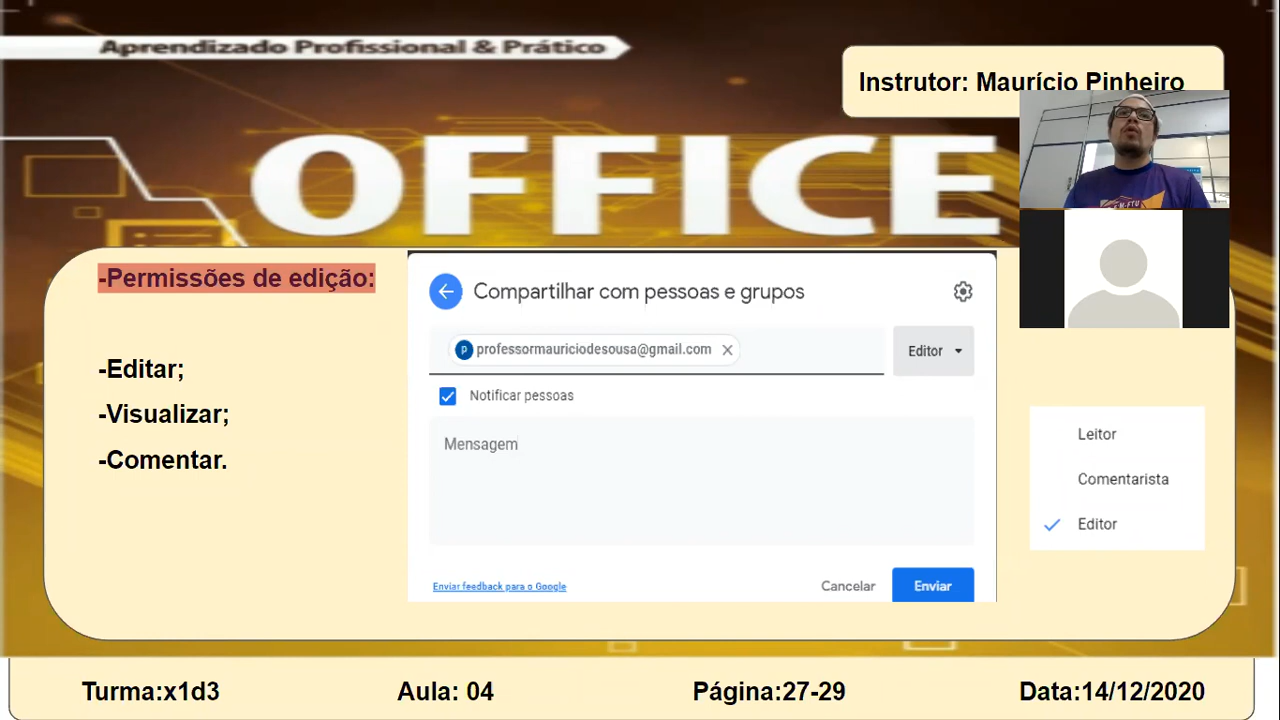 Aprendizado Profissional & Prático
Instrutor: Maurício Pinheiro
OFFICE
-Permissões de edição:
-Editar;
-Visualizar;
-Comentar.
Compartilhar com pessoas e grupos
p professormauriciodesousa@gmail.com
Editor
Notificar pessoas
Mensagem
Enviar feedback para o Google
Cancelar
Enviar
Leitor
Comentarista
Editor
Turma:x1d3
Aula: 04
Página:27-29
Data:14/12/2020